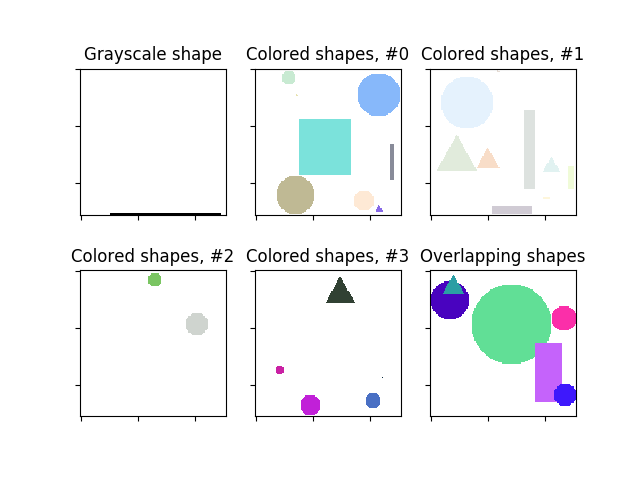 Grayscale shape
Colored shapes, #0
Colored shapes, #1
Colored shapes, #2
Colored shapes, #3
Overlapping shapes